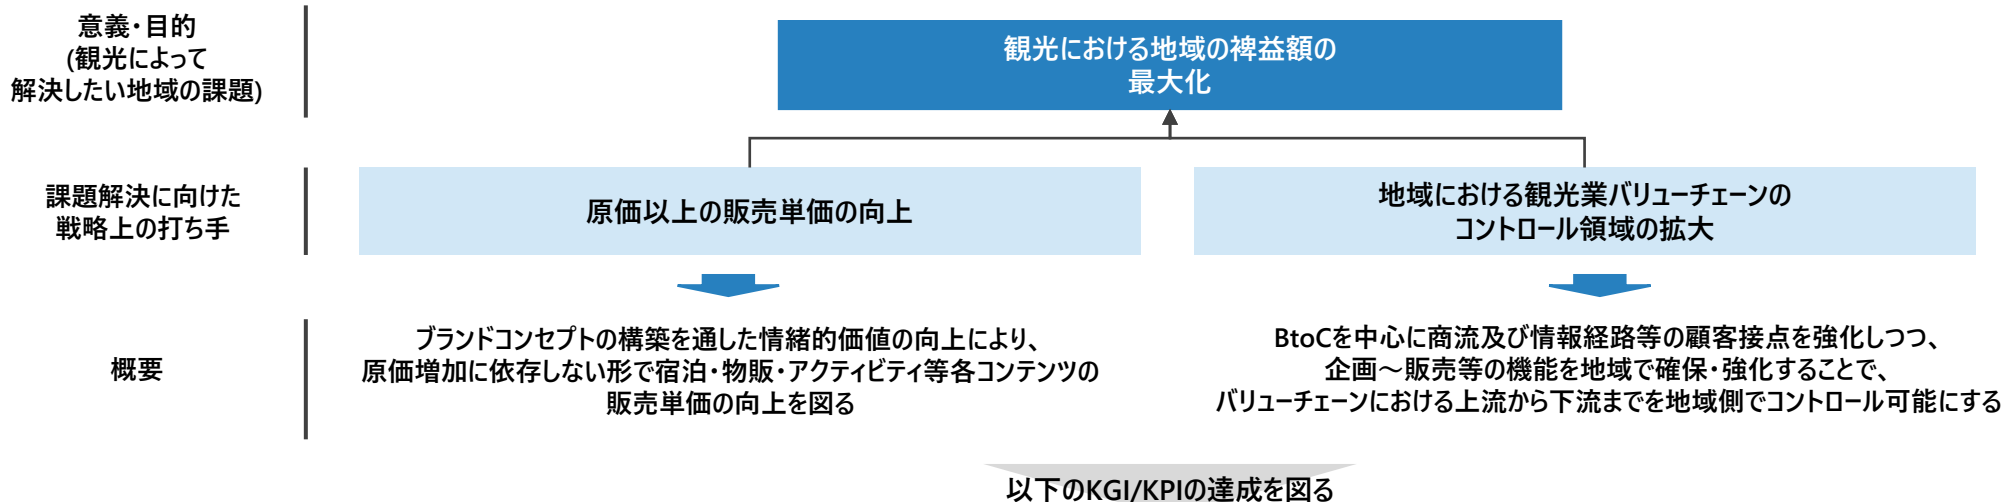 意義・目的
(観光によって
解決したい地域の課題)
観光における地域の裨益額の
最大化
課題解決に向けた
戦略上の打ち手
原価以上の販売単価の向上
地域における観光業バリューチェーンの
コントロール領域の拡大
概要
ブランドコンセプトの構築を通した情緒的価値の向上により、
原価増加に依存しない形で宿泊・物販・アクティビティ等各コンテンツの
販売単価の向上を図る
BtoCを中心に商流及び情報経路等の顧客接点を強化しつつ、
企画～販売等の機能を地域で確保・強化することで、
バリューチェーンにおける上流から下流までを地域側でコントロール可能にする
以下のKGI/KPIの達成を図る